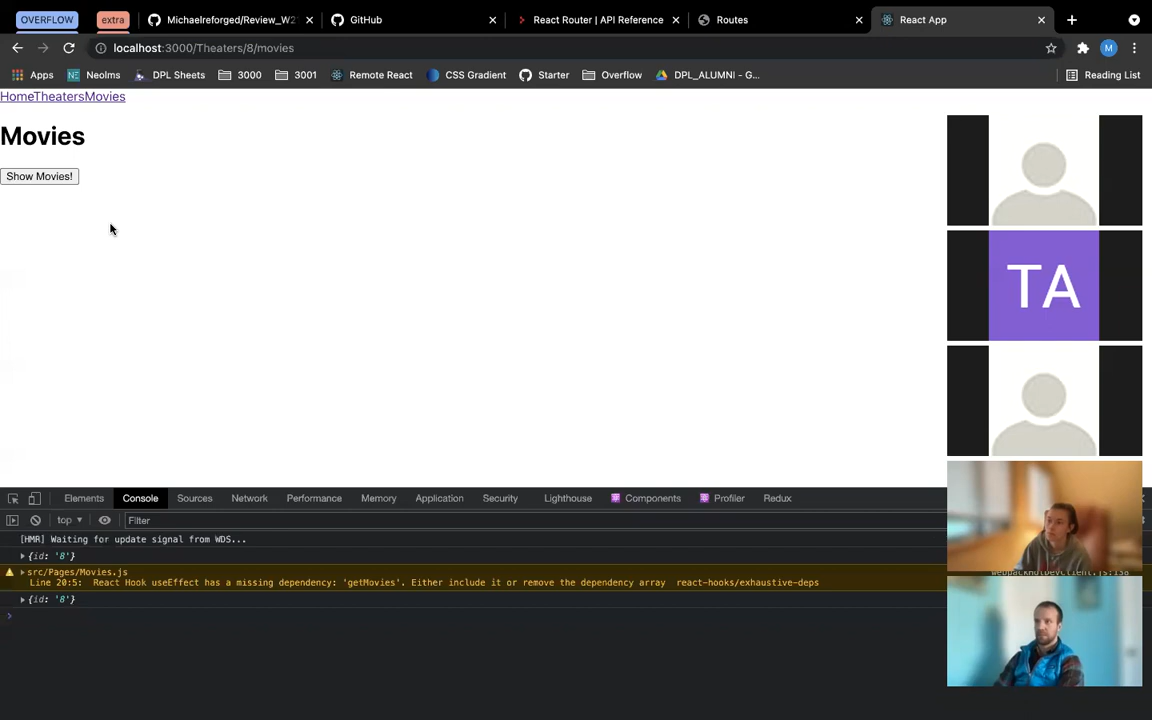 OVERFLOW
extra
Michaelreforged/Review_W2
GitHub
React Router | API Reference
Routes
React App
localhost:3000/Theaters/8/movies
M
Apps
Neolms
DPL Sheets
3000
3001
Remote React
CSS Gradient
Starter
Overflow
DPL_ALUMNI - G...
Reading List
HomeTheatersMovies
Movies
Show Movies!
TA
Elements
Console
Sources
Network
Performance
Memory
Application
Security
Lighthouse
Components
Profiler
Redux
top
Filter
[HMR] Waiting for update signal from WDS...
{id: '8'}
src/Pages/Movies.js
Line 20:5: React Hook useEffect has a missing dependency: 'getMovies'. Either include it or remove the dependency array react-hooks/exhaustive-deps
{id: '8'}